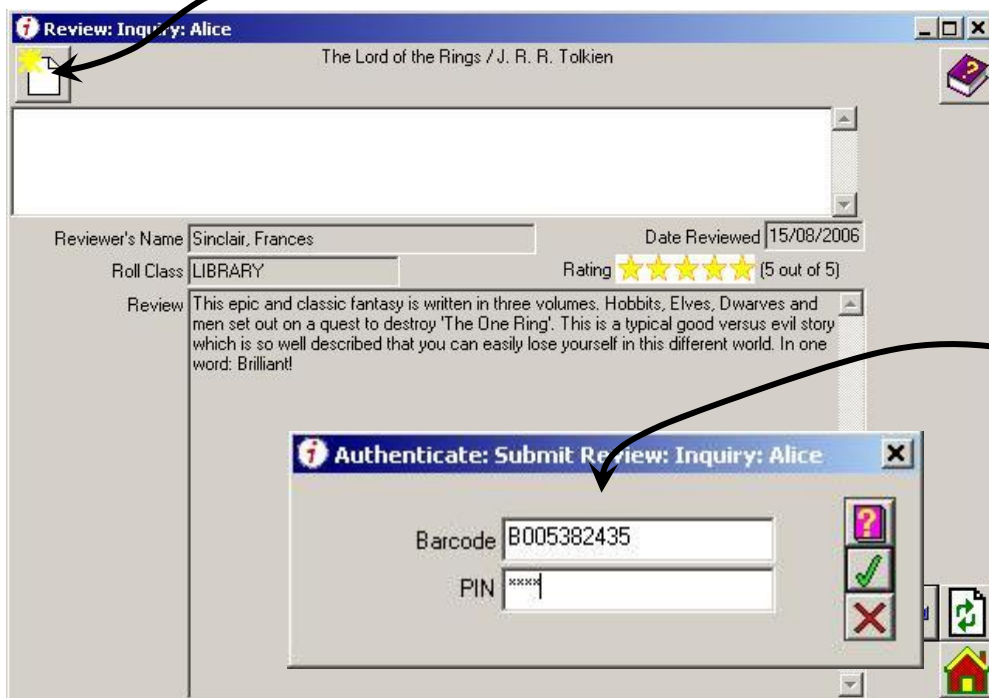 Review: Inquiry: Alice
The Lord of the Rings / J. R. R. Tolkien
Reviewer's Name Sinclair, Frances
Date Reviewed 15/08/2006
Roll Class LIBRARY
Rating (5 out of 5)
Review This epic and classic fantasy is written in three volumes. Hobbits, Elves, Dwarves and
men set out on a quest to destroy 'The One Ring'. This is a typical good versus evil story
which is so well described that you can easily lose yourself in this different world. In one
word: Brilliant!
Authenticate: Submit Review: Inquiry: Alice
Barcode B005382435
PIN ****